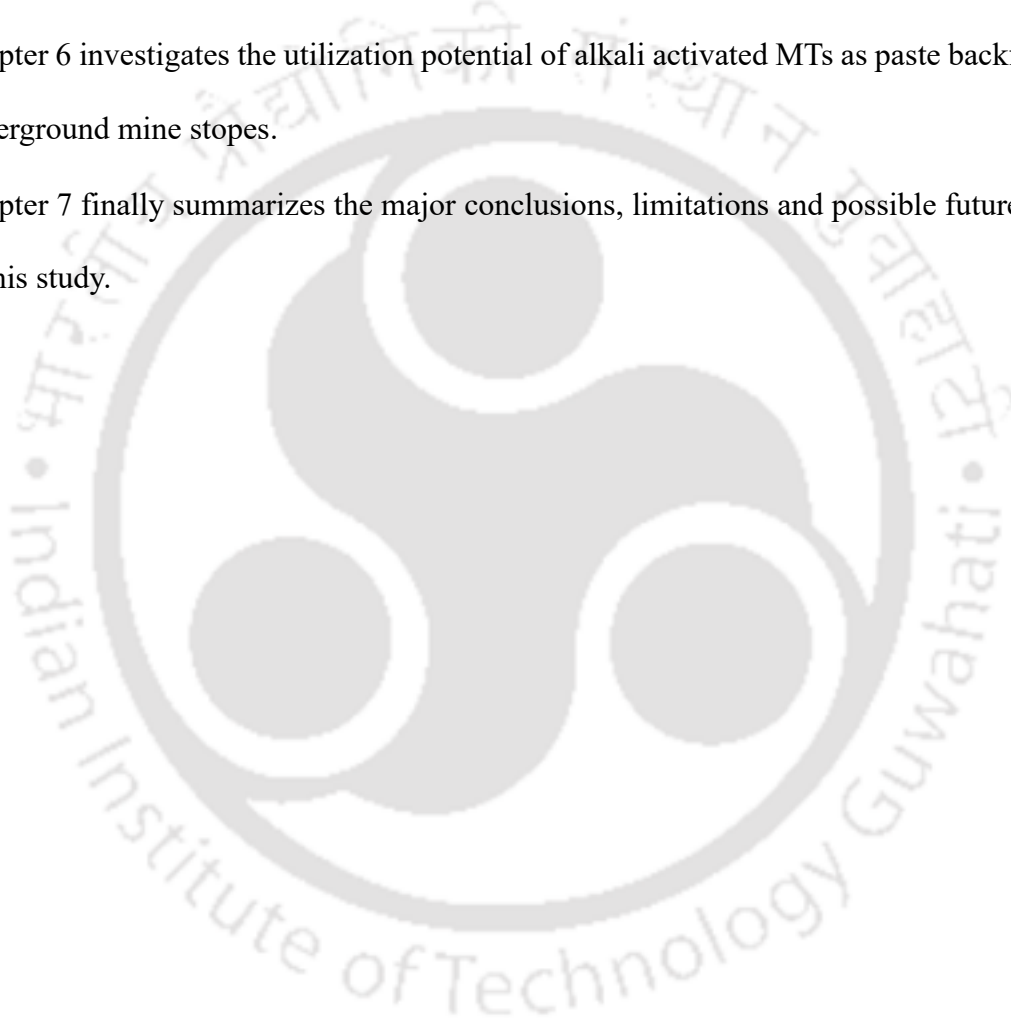 pter 6 investigates the utilization potential of alkali activated MTs as paste back
erground mine stopes.
pter 7 finally summarizes the major conclusions, limitations and possible future
his study.
भारतीय प्रौद्योगिकी संस्थान गुवाहाटी
• Indian Institute of Technology Guwahati •